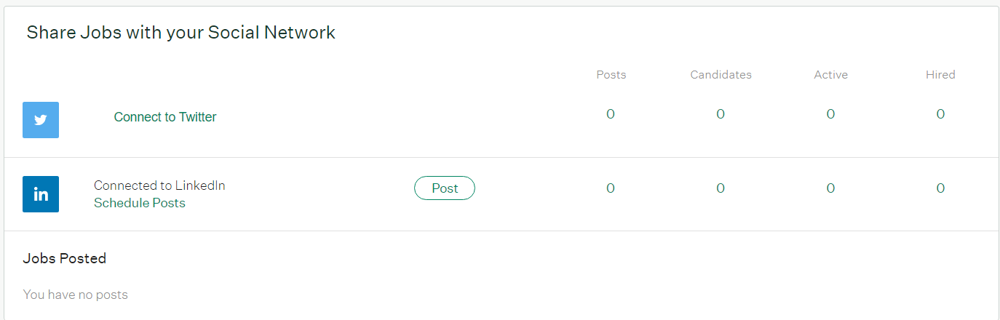 Share Jobs with your Social Network
Posts Candidates Active Hired
Connect to Twitter 0 0 0 0
in Connected to LinkedIn Post 0 0 0 0
Schedule Posts
Jobs Posted
You have no posts